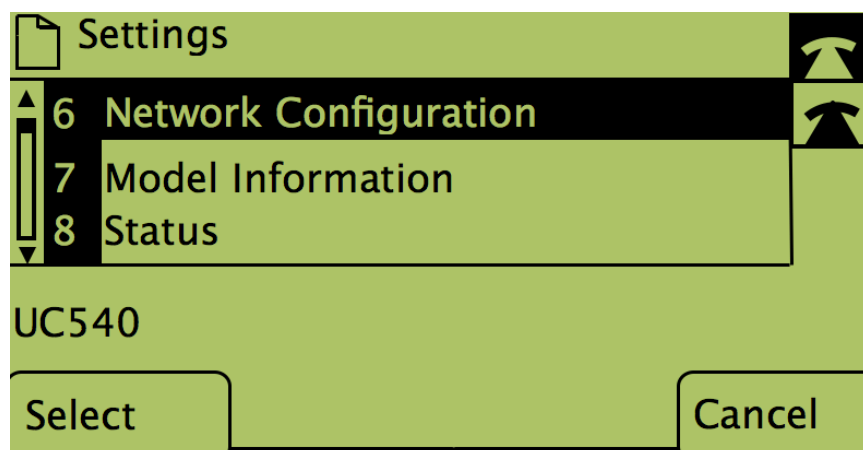 Settings
6 Network Configuration
7 Model Information
8 Status
UC540
Select Cancel